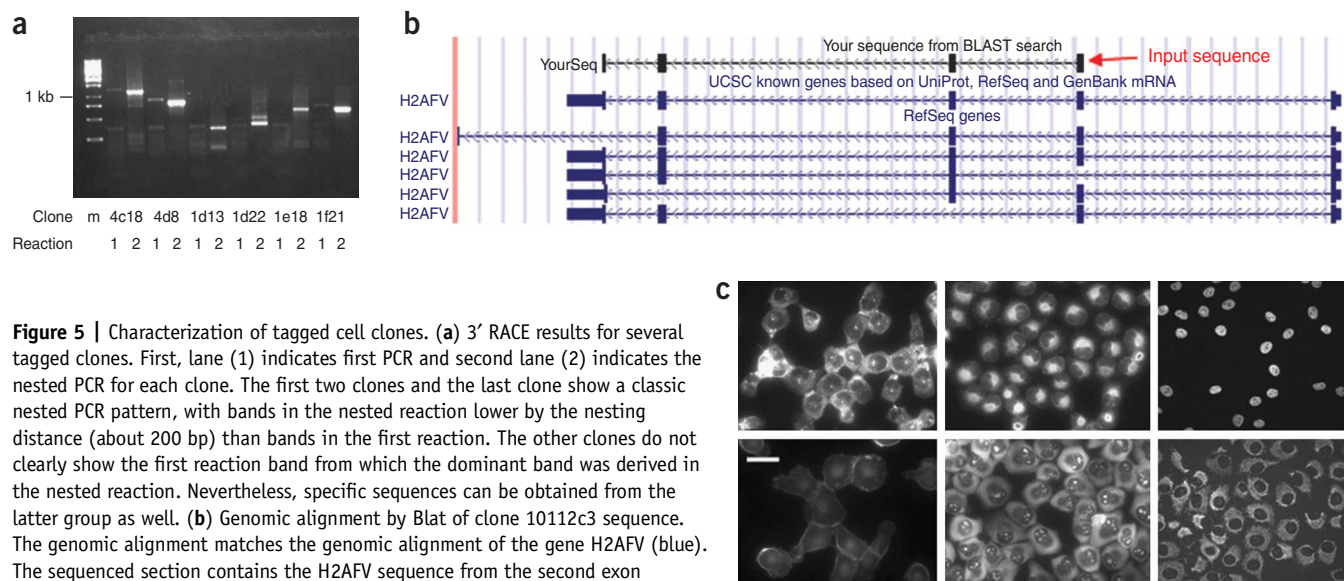 a
1 kb
Clone m 4c18 4d8 1d13 1d22 1e18 1f21
Reaction 1 2 1 2 1 2 1 2 1 2 1 2
b
Your sequence from BLAST search
YourSeq
Input sequence
UCSC known genes based on UniProt, RefSeq and GenBank mRNA
H2AFV
RefSeq genes
H2AFV
H2AFV
H2AFV
H2AFV
H2AFV
Figure 5 | Characterization of tagged cell clones. (a) 3′ RACE results for several
tagged clones. First, lane (1) indicates first PCR and second lane (2) indicates the
nested PCR for each clone. The first two clones and the last clone show a classic
nested PCR pattern, with bands in the nested reaction lower by the nesting
distance (about 200 bp) than bands in the first reaction. The other clones do not
clearly show the first reaction band from which the dominant band was derived in
the nested reaction. Nevertheless, specific sequences can be obtained from the
latter group as well. (b) Genomic alignment by Blat of clone 10112c3 sequence.
The genomic alignment matches the genomic alignment of the gene H2AFV (blue).
The sequenced section contains the H2AFV sequence from the second exon
c